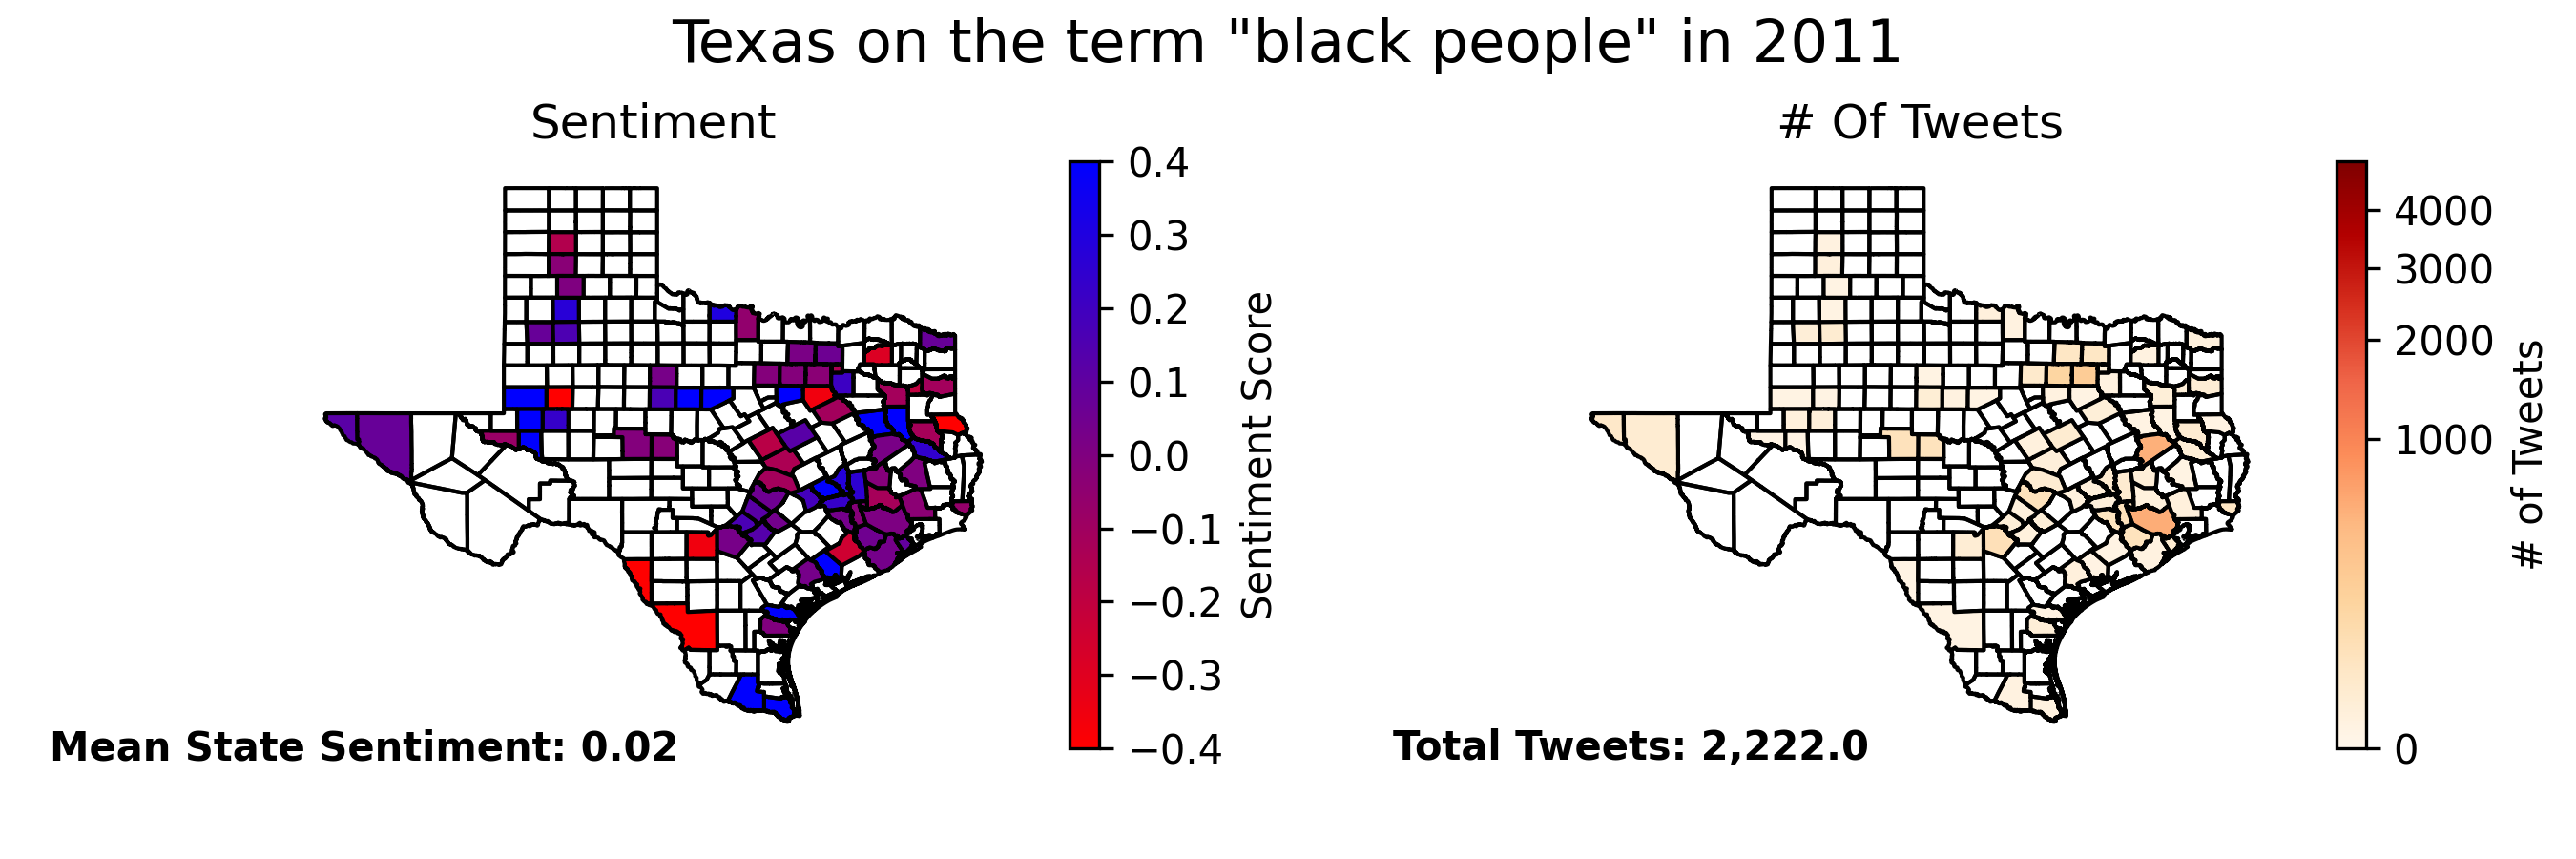 Texas on the term "black people" in 2011
Sentiment
0.4
0.3
0.2
0.1
0.0
−0.1
−0.2
−0.3
−0.4
Sentiment Score
Mean State Sentiment: 0.02
# Of Tweets
4000
3000
2000
1000
0
# of Tweets
Total Tweets: 2,222.0